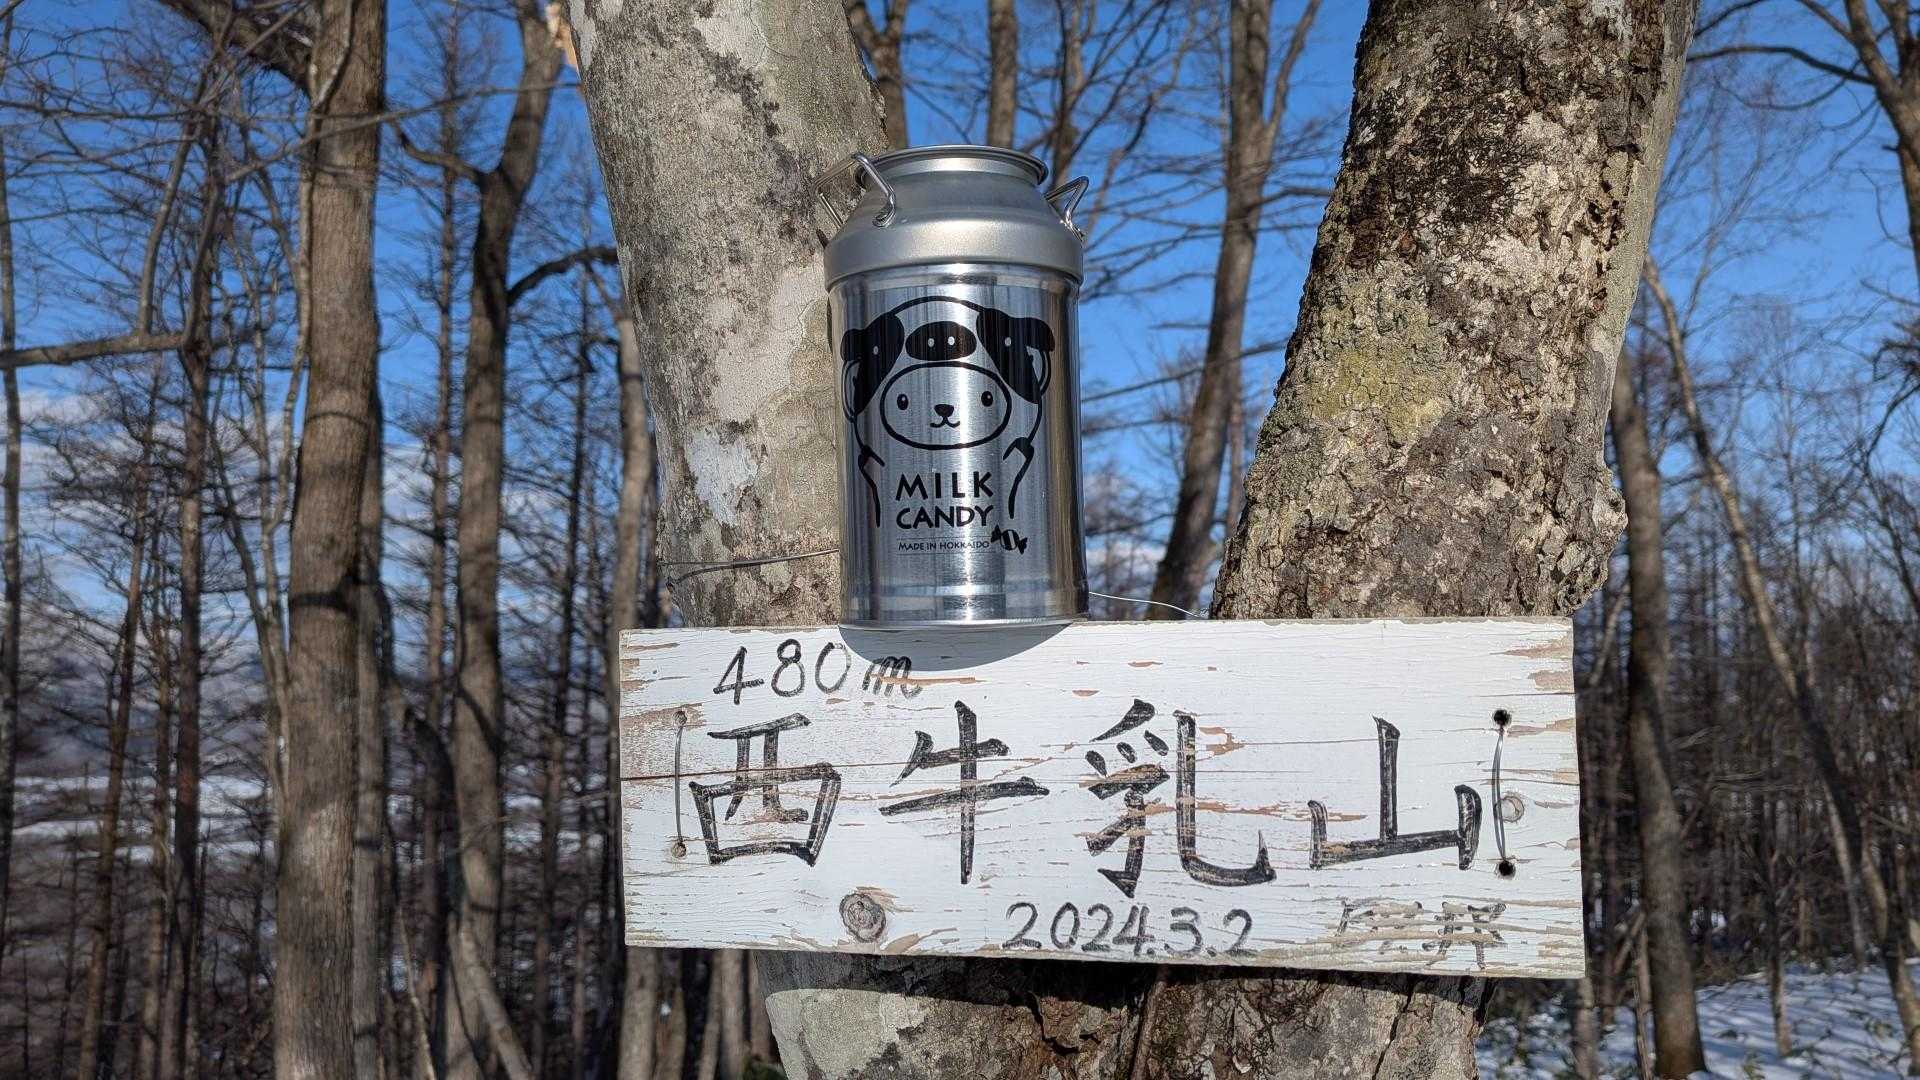 MILK
CANDY
MADE IN HOKKAIDO
480m
西牛乳山
2024.3.2